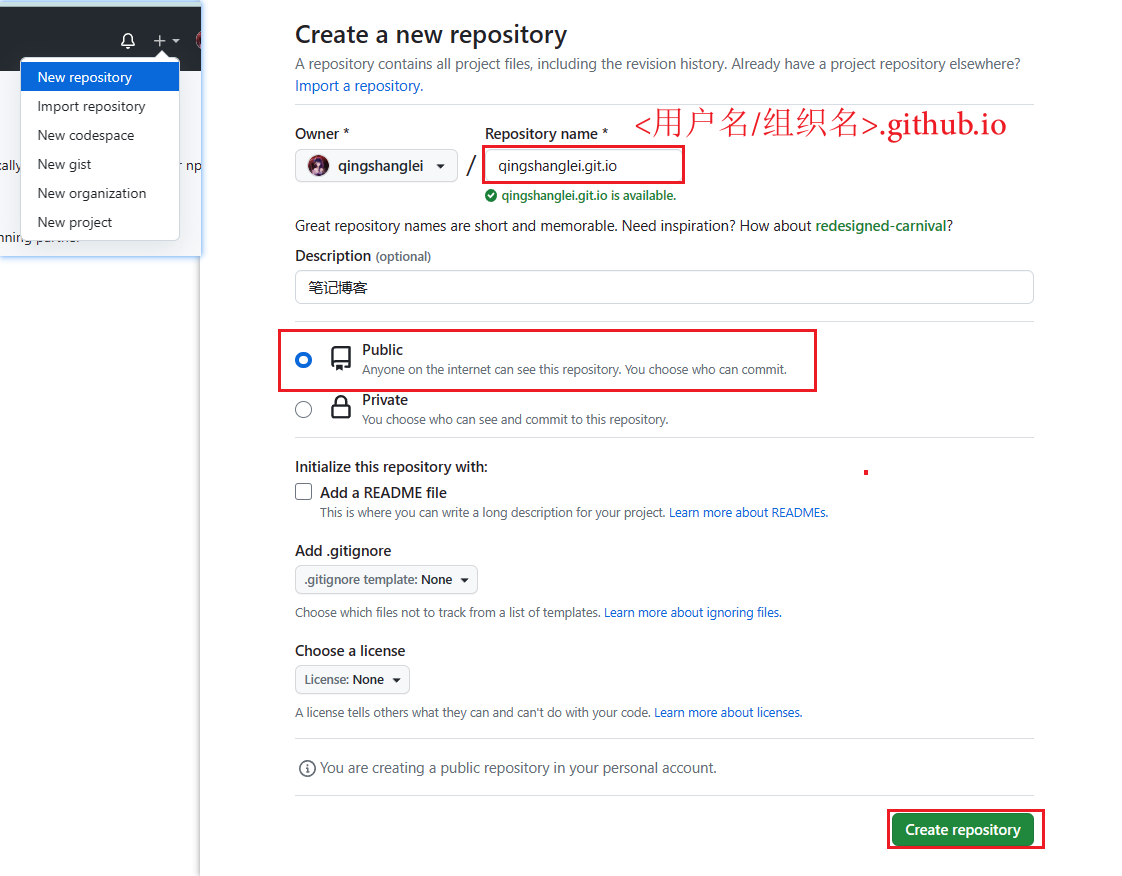 New repository
Import repository
New codespace
New gist
New organization
New project
Create a new repository
A repository contains all project files, including the revision history. Already have a project repository elsewhere?
Import a repository.
<用户名/组织名>.github.io
Owner * Repository name *
qingshanglei / qingshanglei.git.io
qingshanglei.git.io is available.
Great repository names are short and memorable. Need inspiration? How about redesigned-carnival?
Description (optional)
笔记博客
Public
Anyone on the internet can see this repository. You choose who can commit.
Private
You choose who can see and commit to this repository.
Initialize this repository with:
Add a README file
This is where you can write a long description for your project. Learn more about READMEs.
Add .gitignore
.gitignore template: None
Choose which files not to track from a list of templates. Learn more about ignoring files.
Choose a license
License: None
A license tells others what they can and can't do with your code. Learn more about licenses.
You are creating a public repository in your personal account.
Create repository